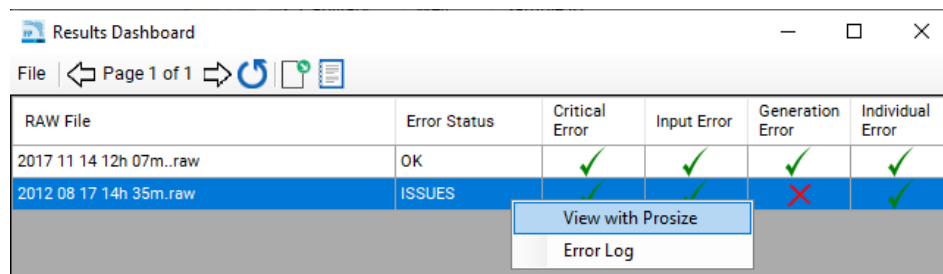 Results Dashboard
File Page 1 of 1
RAW File Error Status Critical Error Input Error Generation Error Individual Error
2017 11 14 12h 07m..raw OK
2012 08 17 14h 35m.raw ISSUES
View with Prosize
Error Log